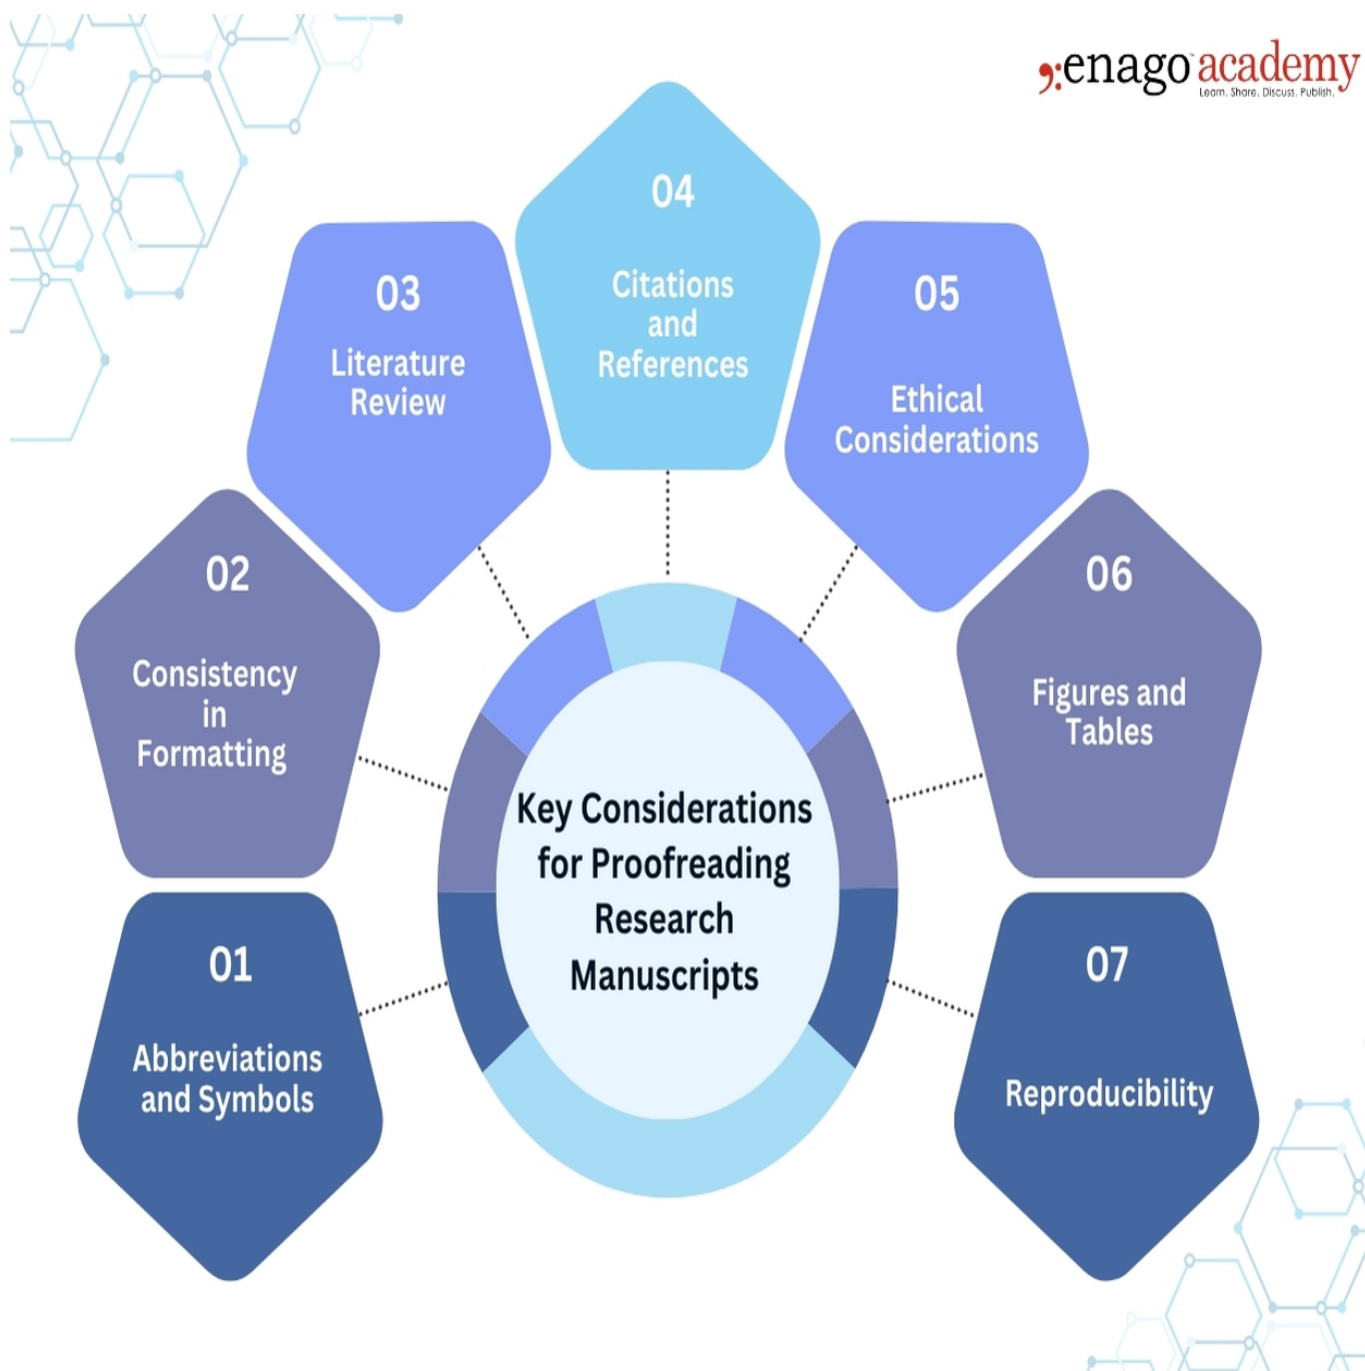 enago academy
Learn. Share. Discuss. Publish.
01
Abbreviations
and Symbols
02
Consistency
in
Formatting
03
Literature
Review
04
Citations
and
References
05
Ethical
Considerations
06
Figures and
Tables
07
Reproducibility
Key Considerations
for Proofreading
Research
Manuscripts